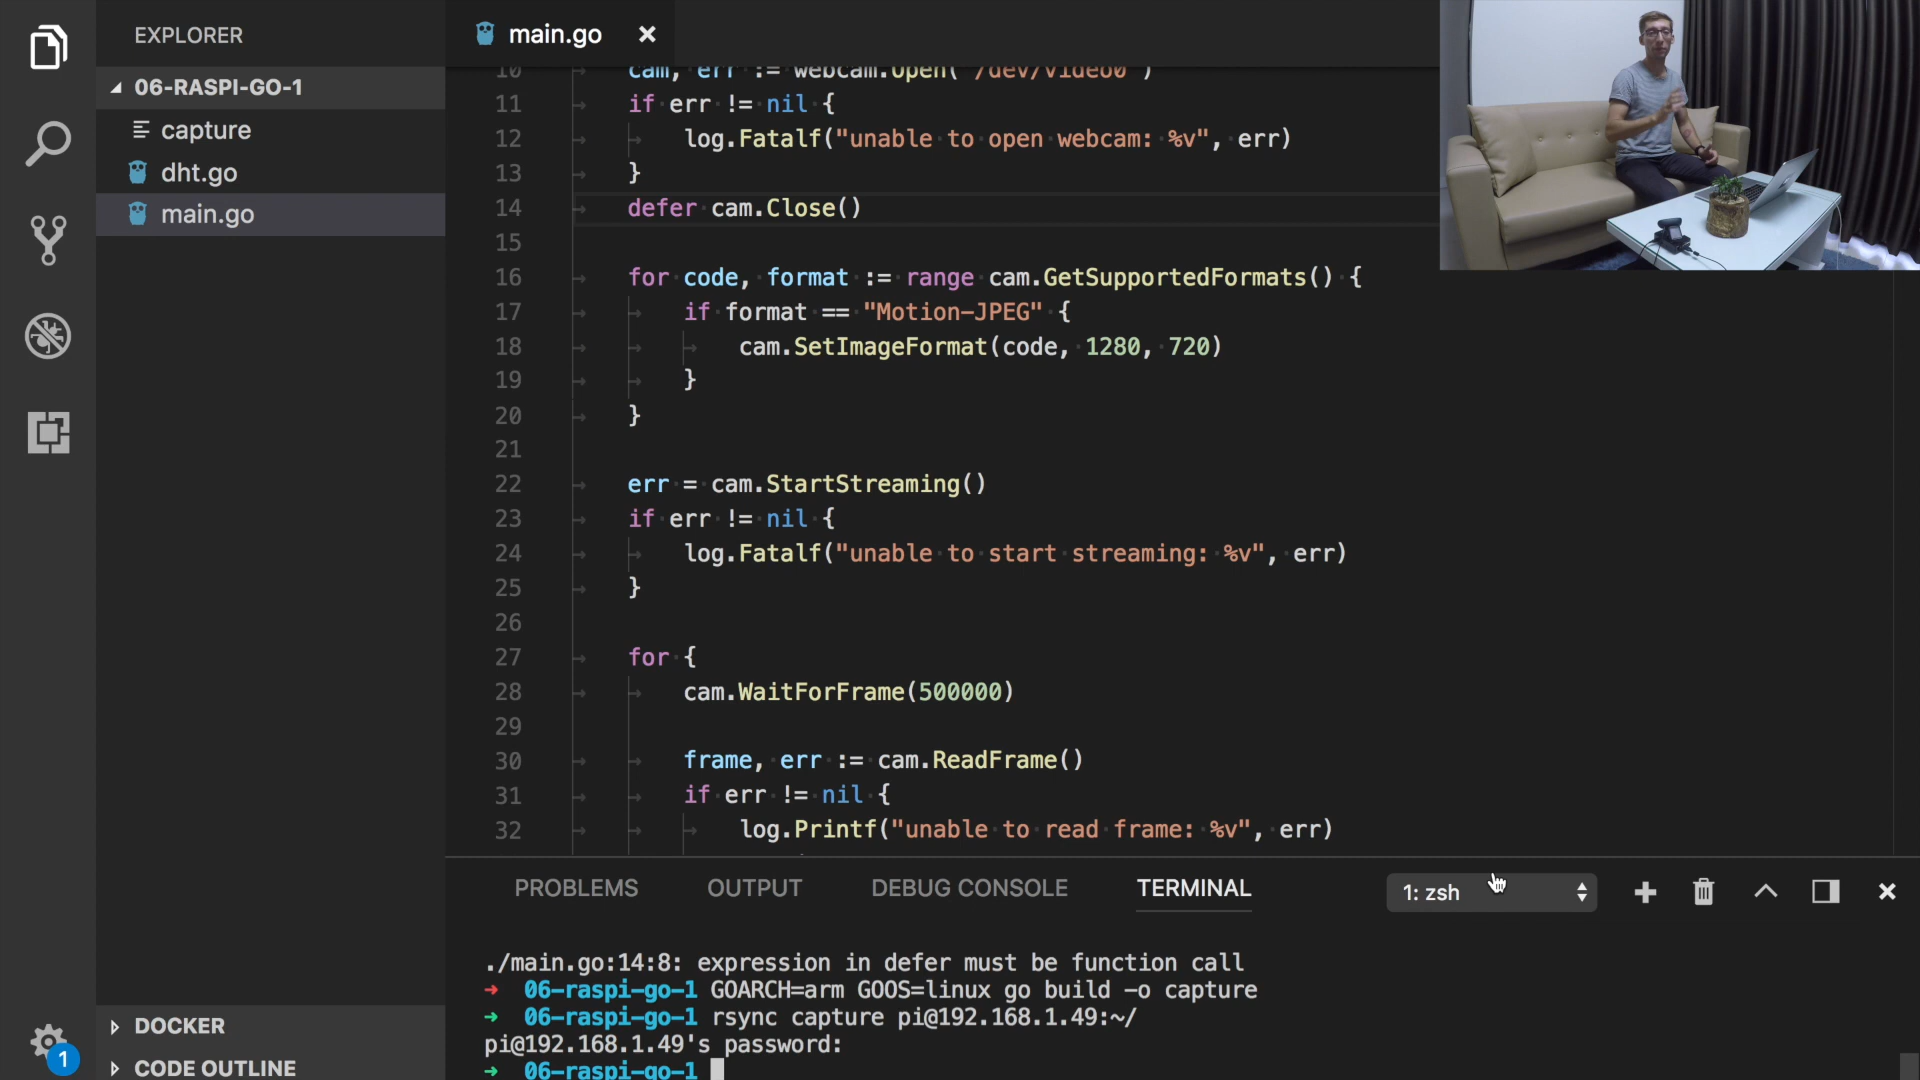 EXPLORER
06-RASPI-GO-1
capture
dht.go
main.go
DOCKER
CODE OUTLINE
1
main.go
10 cam, err := webcam.Open("/dev/video0")
11 if err != nil {
12 log.Fatalf("unable to open webcam: %v", err)
13 }
14 defer cam.Close()
15
16 for code, format := range cam.GetSupportedFormats() {
17 if format == "Motion-JPEG" {
18 cam.SetImageFormat(code, 1280, 720)
19 }
20 }
21
22 err = cam.StartStreaming()
23 if err != nil {
24 log.Fatalf("unable to start streaming: %v", err)
25 }
26
27 for {
28 cam.WaitForFrame(500000)
29
30 frame, err := cam.ReadFrame()
31 if err != nil {
32 log.Printf("unable to read frame: %v", err)
PROBLEMS OUTPUT DEBUG CONSOLE TERMINAL 1: zsh
./main.go:14:8: expression in defer must be function call
➜ 06-raspi-go-1 GOARCH=arm GOOS=linux go build -o capture
➜ 06-raspi-go-1 rsync capture pi@192.168.1.49:~/
pi@192.168.1.49's password:
➜ 06-raspi-go-1